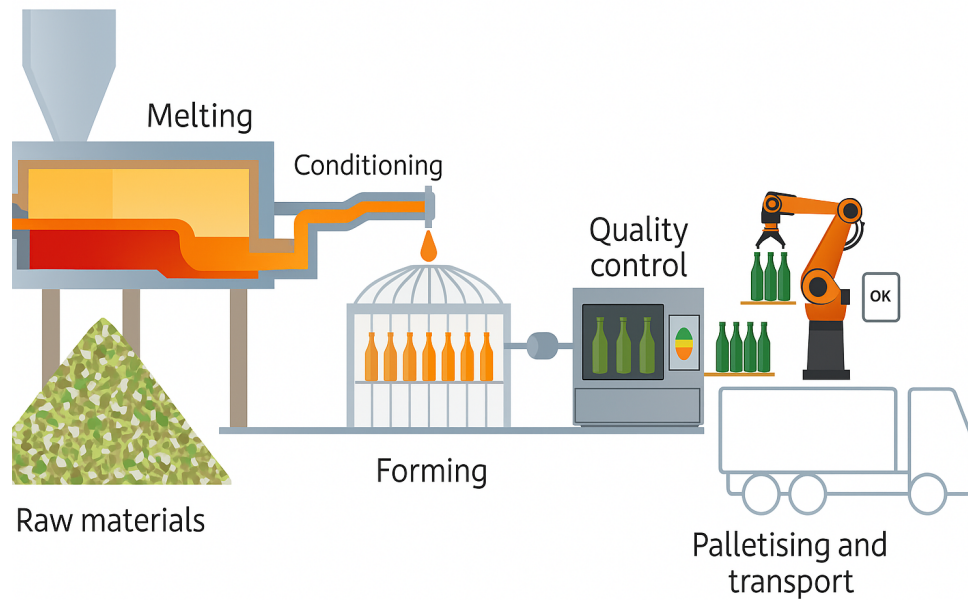 Melting
Conditioning
Quality
control
OK
Forming
Raw materials
Palletising and
transport